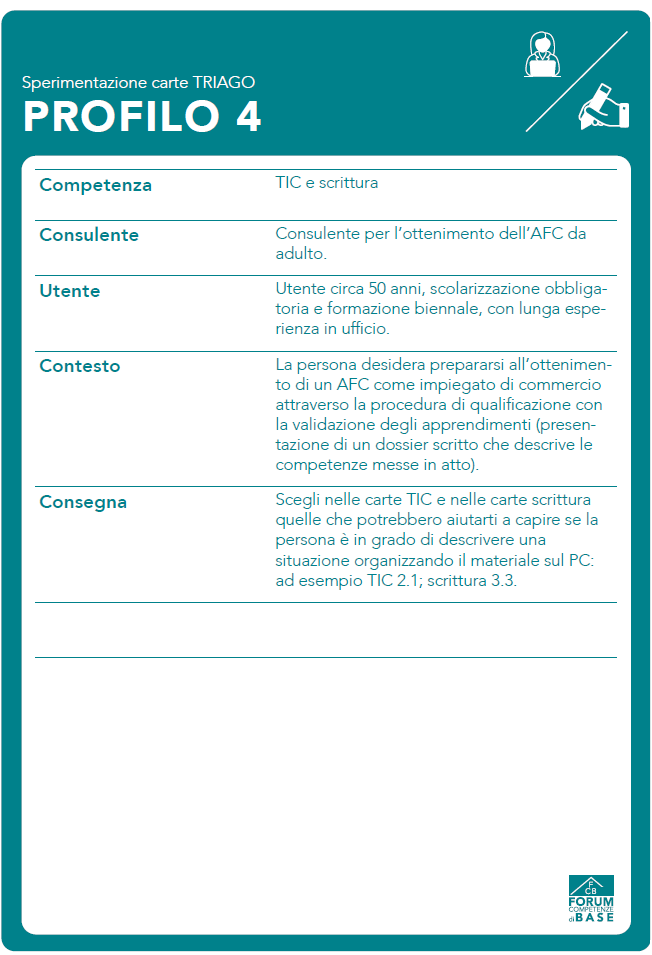 Sperimentazione carte TRIAGO
PROFILO 4
Competenza
TIC e scrittura
Consulente
Consulente per l'ottenimento dell'AFC da
adulto.
Utente
Utente circa 50 anni, scolarizzazione obbliga-
toria e formazione biennale, con lunga espe-
rienza in ufficio.
Contesto
La persona desidera prepararsi all'ottenimen-
to di un AFC come impiegato di commercio
attraverso la procedura di qualificazione con
la validazione degli apprendimenti (presen-
tazione di un dossier scritto che descrive le
competenze messe in atto).
Consegna
Scegli nelle carte TIC e nelle carte scrittura
quelle che potrebbero aiutarti a capire se la
persona è in grado di descrivere una
situazione organizzando il materiale sul PC:
ad esempio TIC 2.1; scrittura 3.3.
F
CB
FORUM
COMPETENZE
di BASE